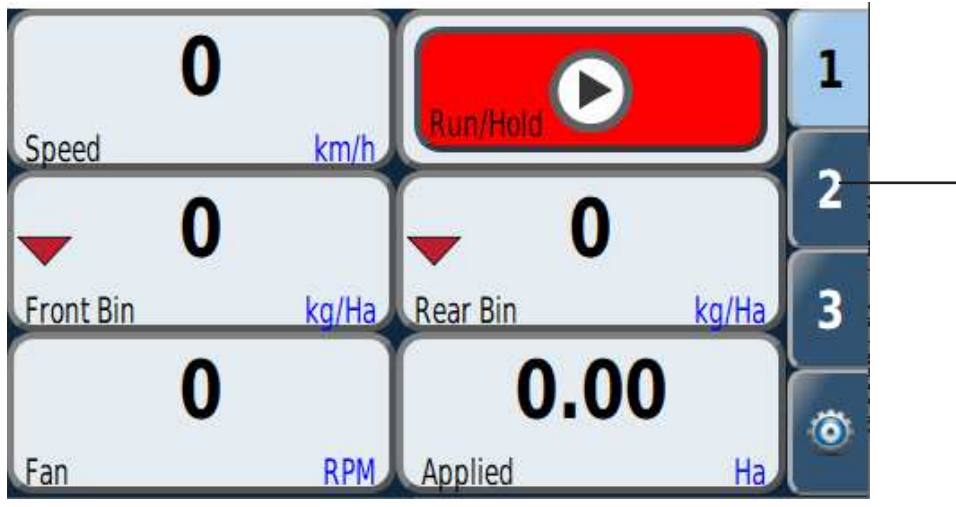 0
Speed km/h
Run/Hold
0
Front Bin kg/Ha
0
Rear Bin kg/Ha
0
Fan RPM
0.00
Applied Ha
1
2
3